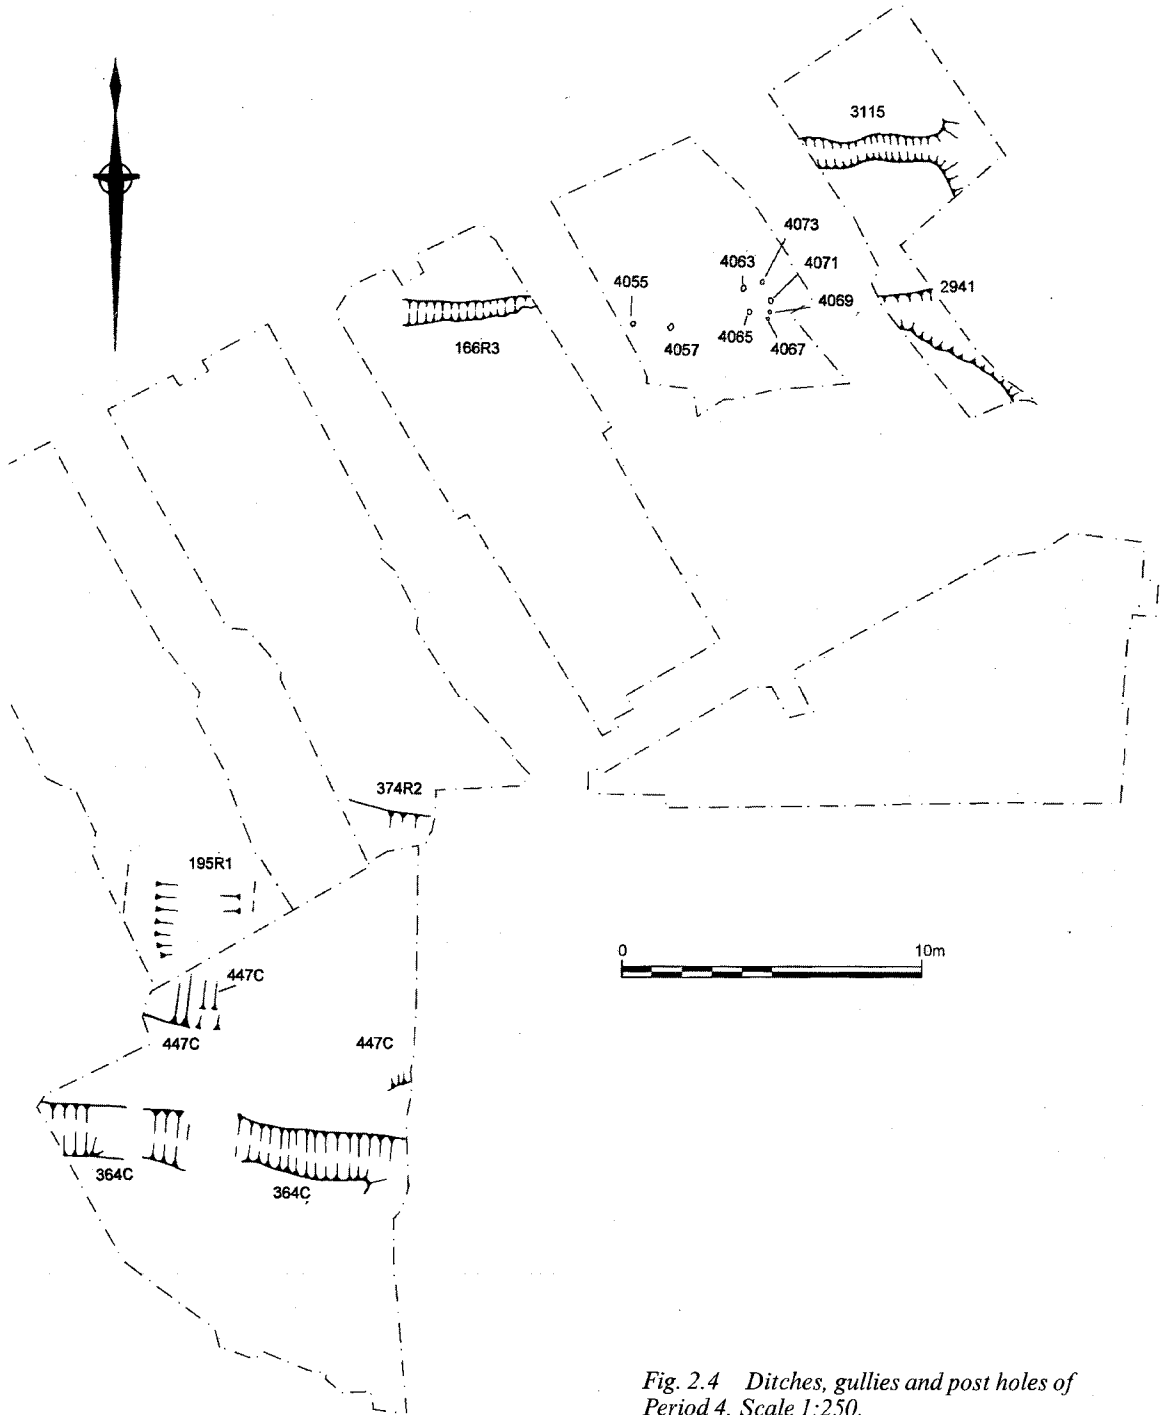 3115
4073
4063
4071
4055
4069
2941
4065
4067
4057
166R3
374R2
195R1
0 10m
447C
447C
447C
364C
364C
Fig. 2.4 Ditches, gullies and post holes of
Period 4. Scale 1:250.